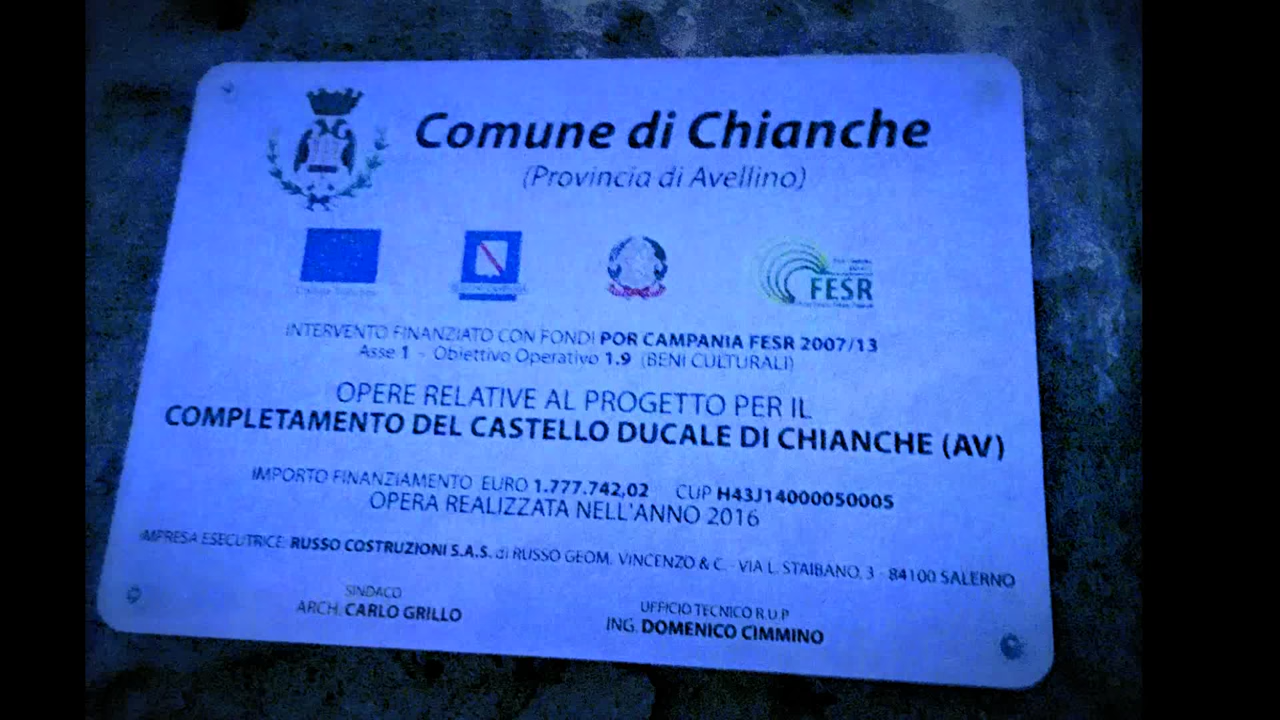 Comune di Chianche
(Provincia di Avellino)
FESR
INTERVENTO FINANZIATO CON FONDI POR CAMPANIA FESR 2007/13
Asse 1 - Obiettivo Operativo 1.9 (BENI CULTURALI)
OPERE RELATIVE AL PROGETTO PER IL
COMPLETAMENTO DEL CASTELLO DUCALE DI CHIANCHE (AV)
IMPORTO FINANZIAMENTO EURO 1.777.742,02 CUP H43J14000050005
OPERA REALIZZATA NELL'ANNO 2016
IMPRESA ESECUTRICE: RUSSO COSTRUZIONI S.A.S. di RUSSO GEOM. VINCENZO & C. - VIA L. STAIBANO, 3 - 84100 SALERNO
SINDACO
ARCH. CARLO GRILLO
UFFICIO TECNICO R.U.P.
ING. DOMENICO CIMMINO